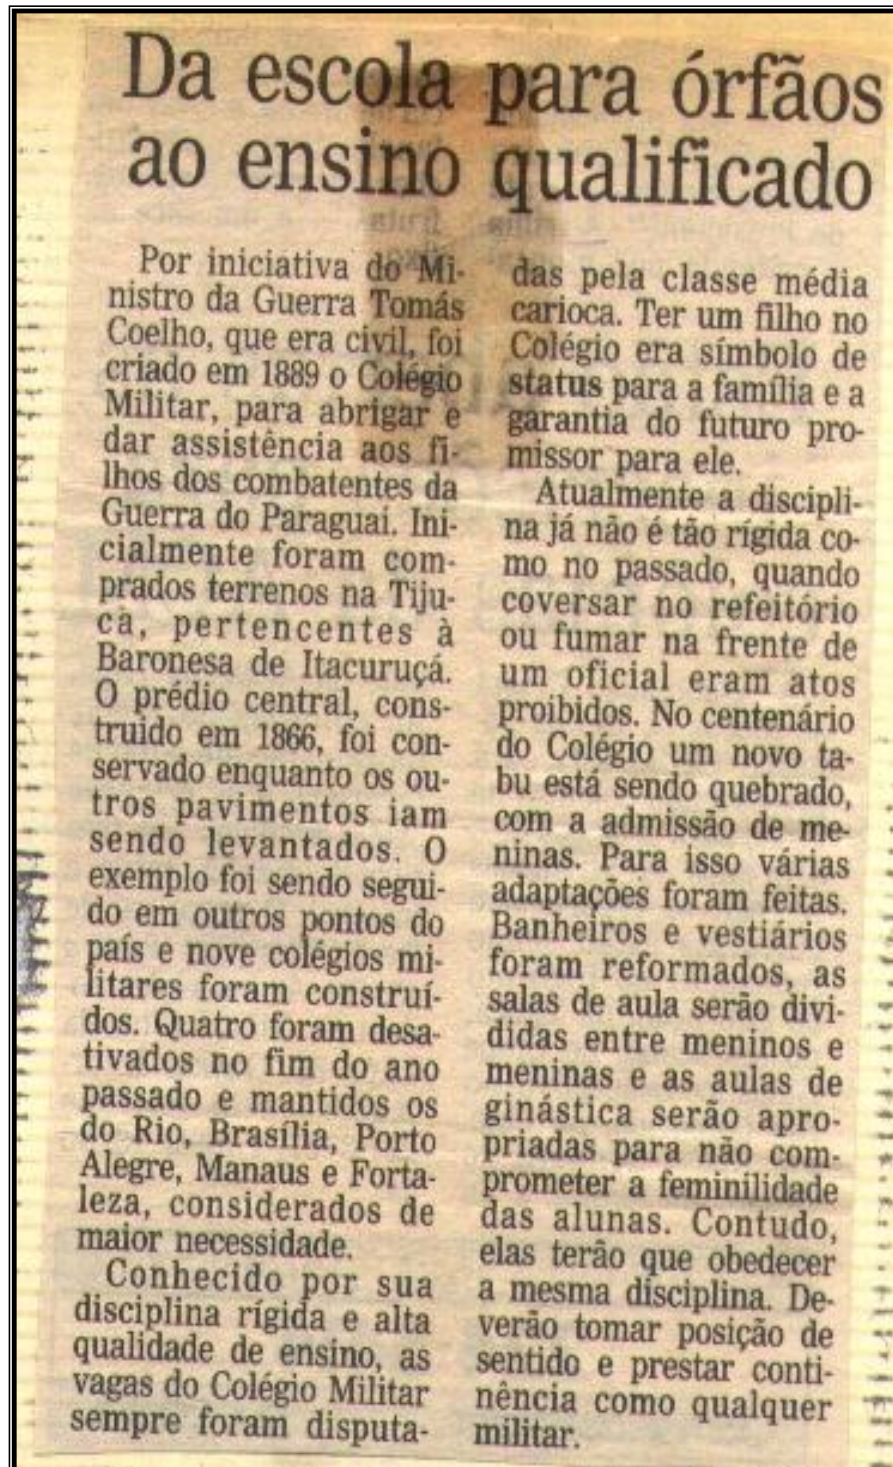 Da escola para órfãos
ao ensino qualificado
Por iniciativa do Mi-
nistro da Guerra Tomás
Coelho, que era civil, foi
criado em 1889 o Colégio
Militar, para abrigar e
dar assistência aos fi-
lhos dos combatentes da
Guerra do Paraguai. Ini-
cialmente foram com-
prados terrenos na Tiju-
ca, pertencentes à
Baronesa de Itacuruçá.
O prédio central, cons-
truido em 1866, foi con-
servado enquanto os ou-
tros pavimentos iam
sendo levantados. O
exemplo foi sendo segui-
do em outros pontos do
país e nove colégios mi-
litares foram construí-
dos. Quatro foram desa-
tivados no fim do ano
passado e mantidos os
do Rio, Brasília, Porto
Alegre, Manaus e Forta-
leza, considerados de
maior necessidade.
Conhecido por sua
disciplina rígida e alta
qualidade de ensino, as
vagas do Colégio Militar
sempre foram disputa-
das pela classe média
carioca. Ter um filho no
Colégio era símbolo de
status para a família e a
garantia do futuro pro-
missor para ele.
Atualmente a discipli-
na já não é tão rígida co-
mo no passado, quando
coversar no refeitório
ou fumar na frente de
um oficial eram atos
proibidos. No centenário
do Colégio um novo ta-
bu está sendo quebrado,
com a admissão de me-
ninas. Para isso várias
adaptações foram feitas.
Banheiros e vestiários
foram reformados, as
salas de aula serão divi-
didas entre meninos e
meninas e as aulas de
ginástica serão apro-
priadas para não com-
prometer a feminilidade
das alunas. Contudo,
elas terão que obedecer
a mesma disciplina. De-
verão tomar posição de
sentido e prestar conti-
nência como qualquer
militar.